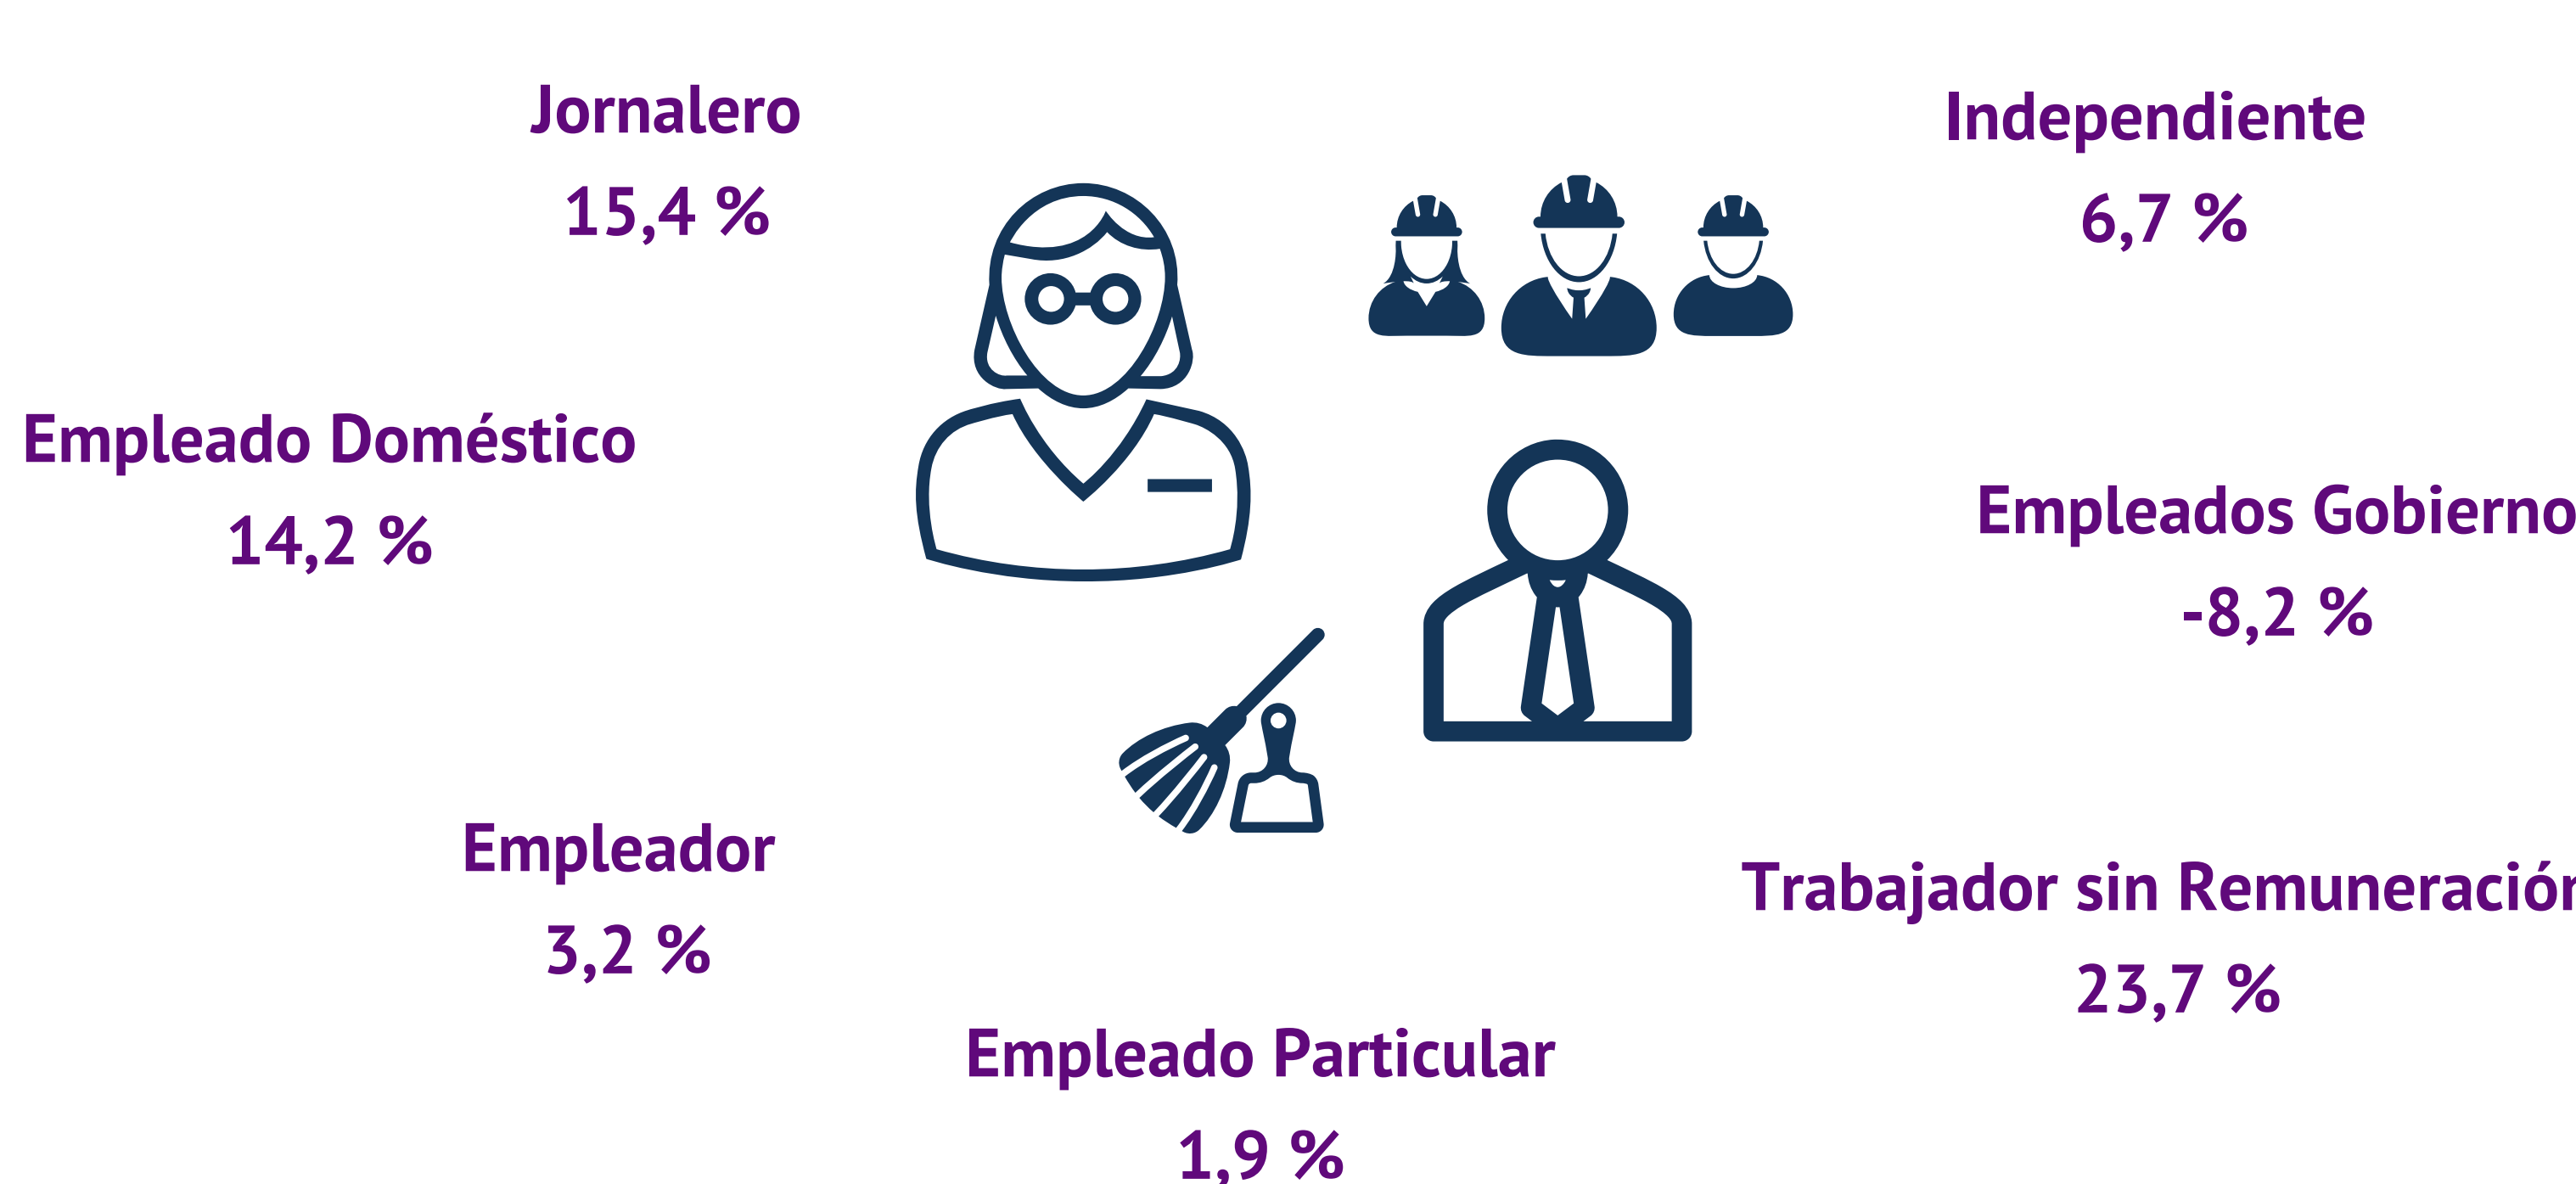 Jornalero
15,4 %
Independiente
6,7 %
Empleado Doméstico
14,2 %
Empleados Gobierno
-8,2 %
Empleador
3,2 %
Trabajador sin Remuneración
23,7 %
Empleado Particular
1,9 %